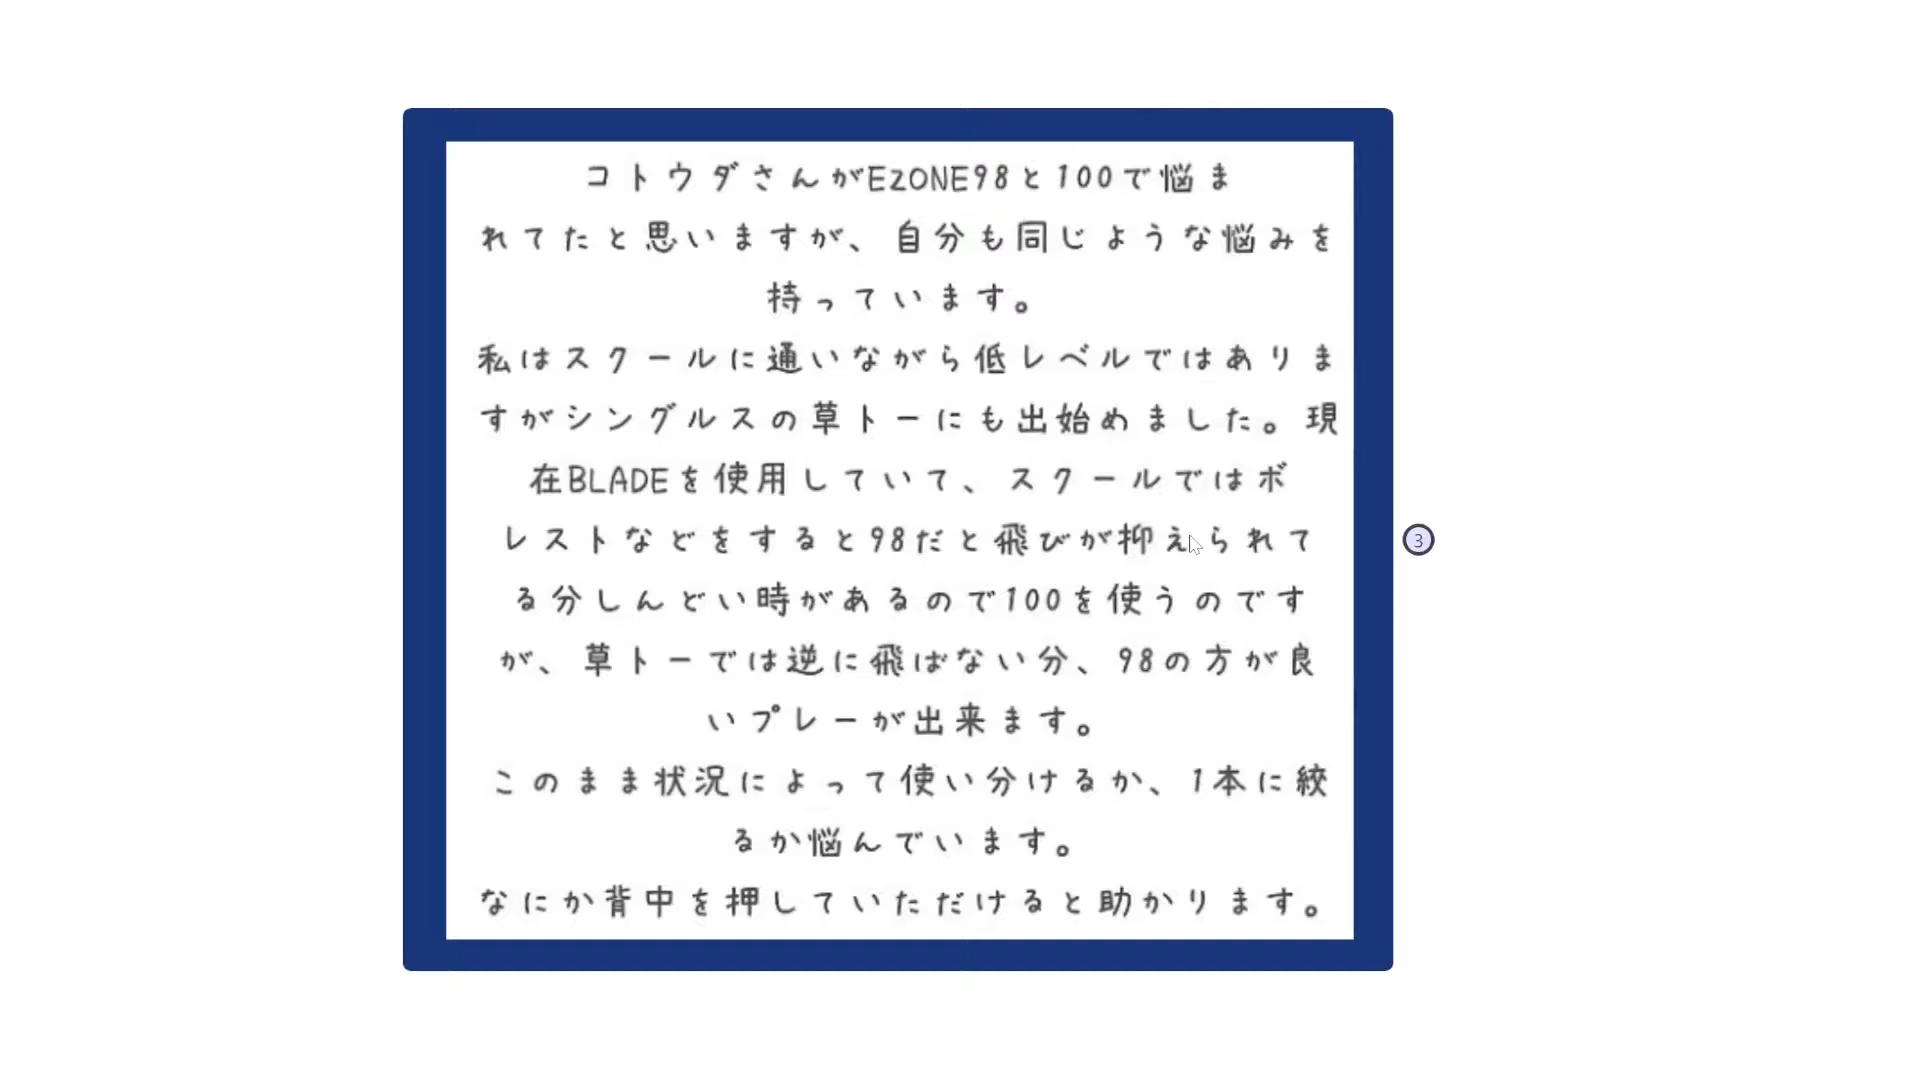 コトウダさんがEZONE98と100で悩ま
れてたと思いますが、自分も同じような悩みを
持っています。
私はスクールに通いながら低レベルではありま
すがシングルスの草トーにも出始めました。現
在BLADEを使用していて、スクールではボ
レストなどをすると98だと飛びが抑えられて
る分しんどい時があるので100を使うのです
が、草トーでは逆に飛ばない分、98の方が良
いプレーが出来ます。
このまま状況によって使い分けるか、1本に絞
るか悩んでいます。
なにか背中を押していただけると助かります。
3